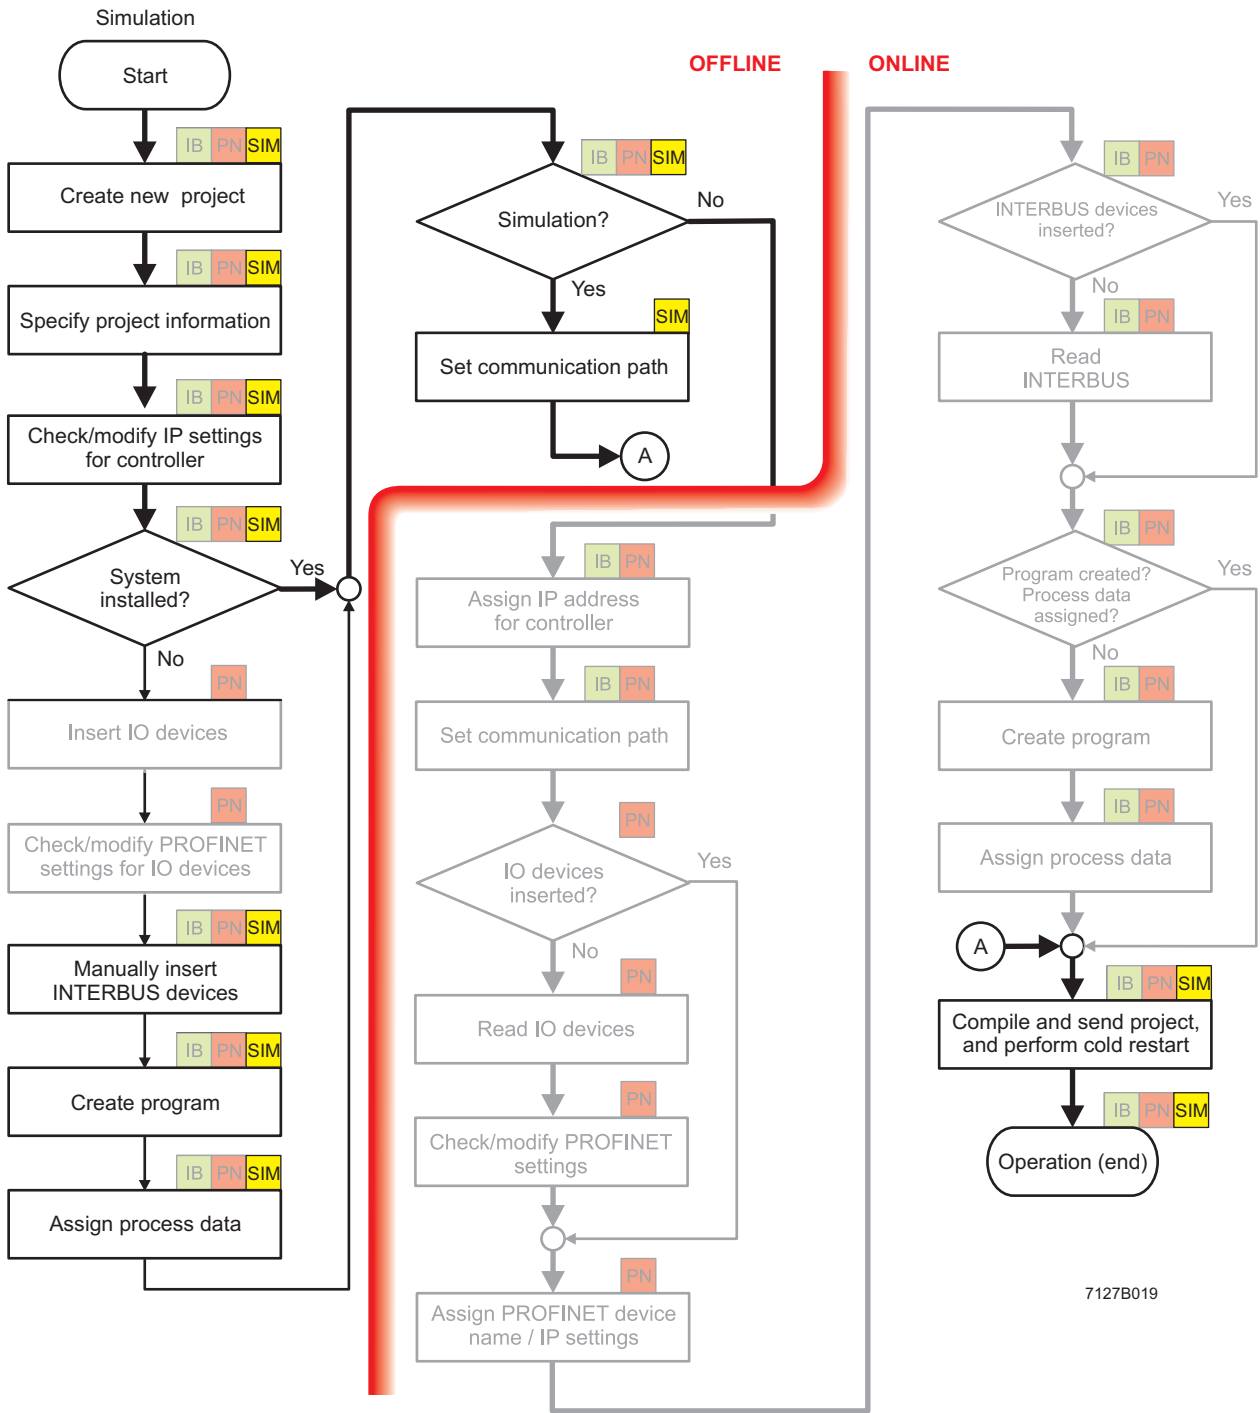 Simulation
Start
IB PN SIM
Create new project
IB PN SIM
Specify project information
IB PN SIM
Check/modify IP settings
for controller
IB PN SIM
System
installed?
Yes
No
PN
Insert IO devices
PN
Check/modify PROFINET
settings for IO devices
IB PN SIM
Manually insert
INTERBUS devices
IB PN SIM
Create program
IB PN SIM
Assign process data
OFFLINE
ONLINE
IB PN SIM
Simulation?
No
Yes
SIM
Set communication path
A
IB PN
Assign IP address
for controller
IB PN
Set communication path
PN
IO devices
inserted?
Yes
No
PN
Read IO devices
PN
Check/modify PROFINET
settings
PN
Assign PROFINET device
name / IP settings
IB PN
INTERBUS devices
inserted?
Yes
No
IB PN
Read
INTERBUS
IB PN
Program created?
Process data
assigned?
Yes
No
IB PN
Create program
IB PN
Assign process data
A
IB PN SIM
Compile and send project,
and perform cold restart
IB PN SIM
Operation (end)
7127B019